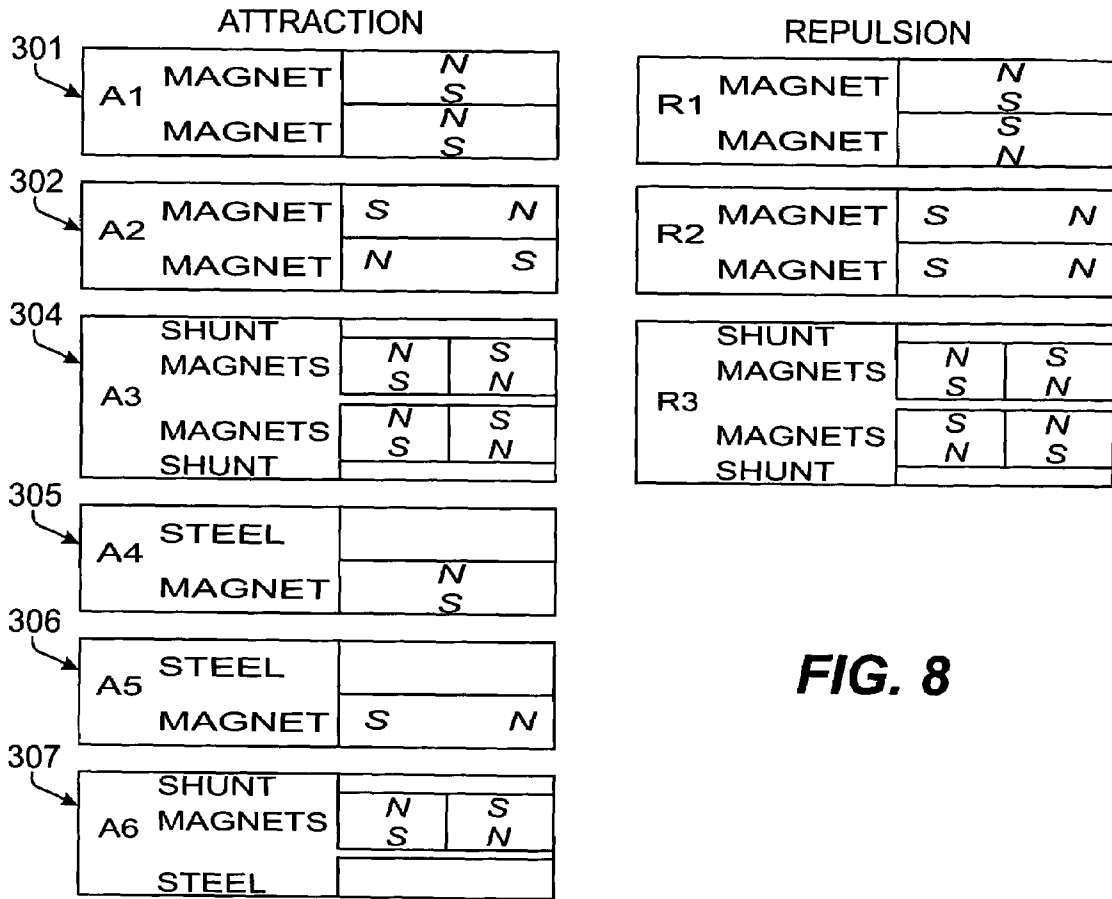 ATTRACTION
301
A1
MAGNET
N
S
MAGNET
N
S
302
A2
MAGNET
S N
MAGNET
N S
304
A3
SHUNT
MAGNETS
N S
S N
MAGNETS
N S
S N
SHUNT
305
A4
STEEL
MAGNET
N
S
306
A5
STEEL
MAGNET
S N
307
A6
SHUNT
MAGNETS
N S
S N
STEEL
REPULSION
R1
MAGNET
N
S
MAGNET
S
N
R2
MAGNET
S N
MAGNET
S N
R3
SHUNT
MAGNETS
N S
S N
MAGNETS
S N
N S
SHUNT
FIG. 8